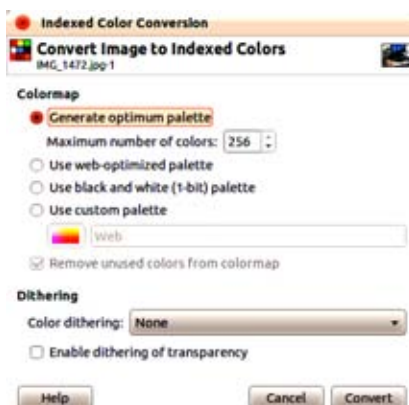 Indexed Color Conversion
Convert Image to Indexed Colors
IMG_1472.jpg-1
Colormap
Generate optimum palette
Maximum number of colors: 256
Use web-optimized palette
Use black and white (1-bit) palette
Use custom palette
Web
Remove unused colors from colormap
Dithering
Color dithering: None
Enable dithering of transparency
Help Cancel Convert